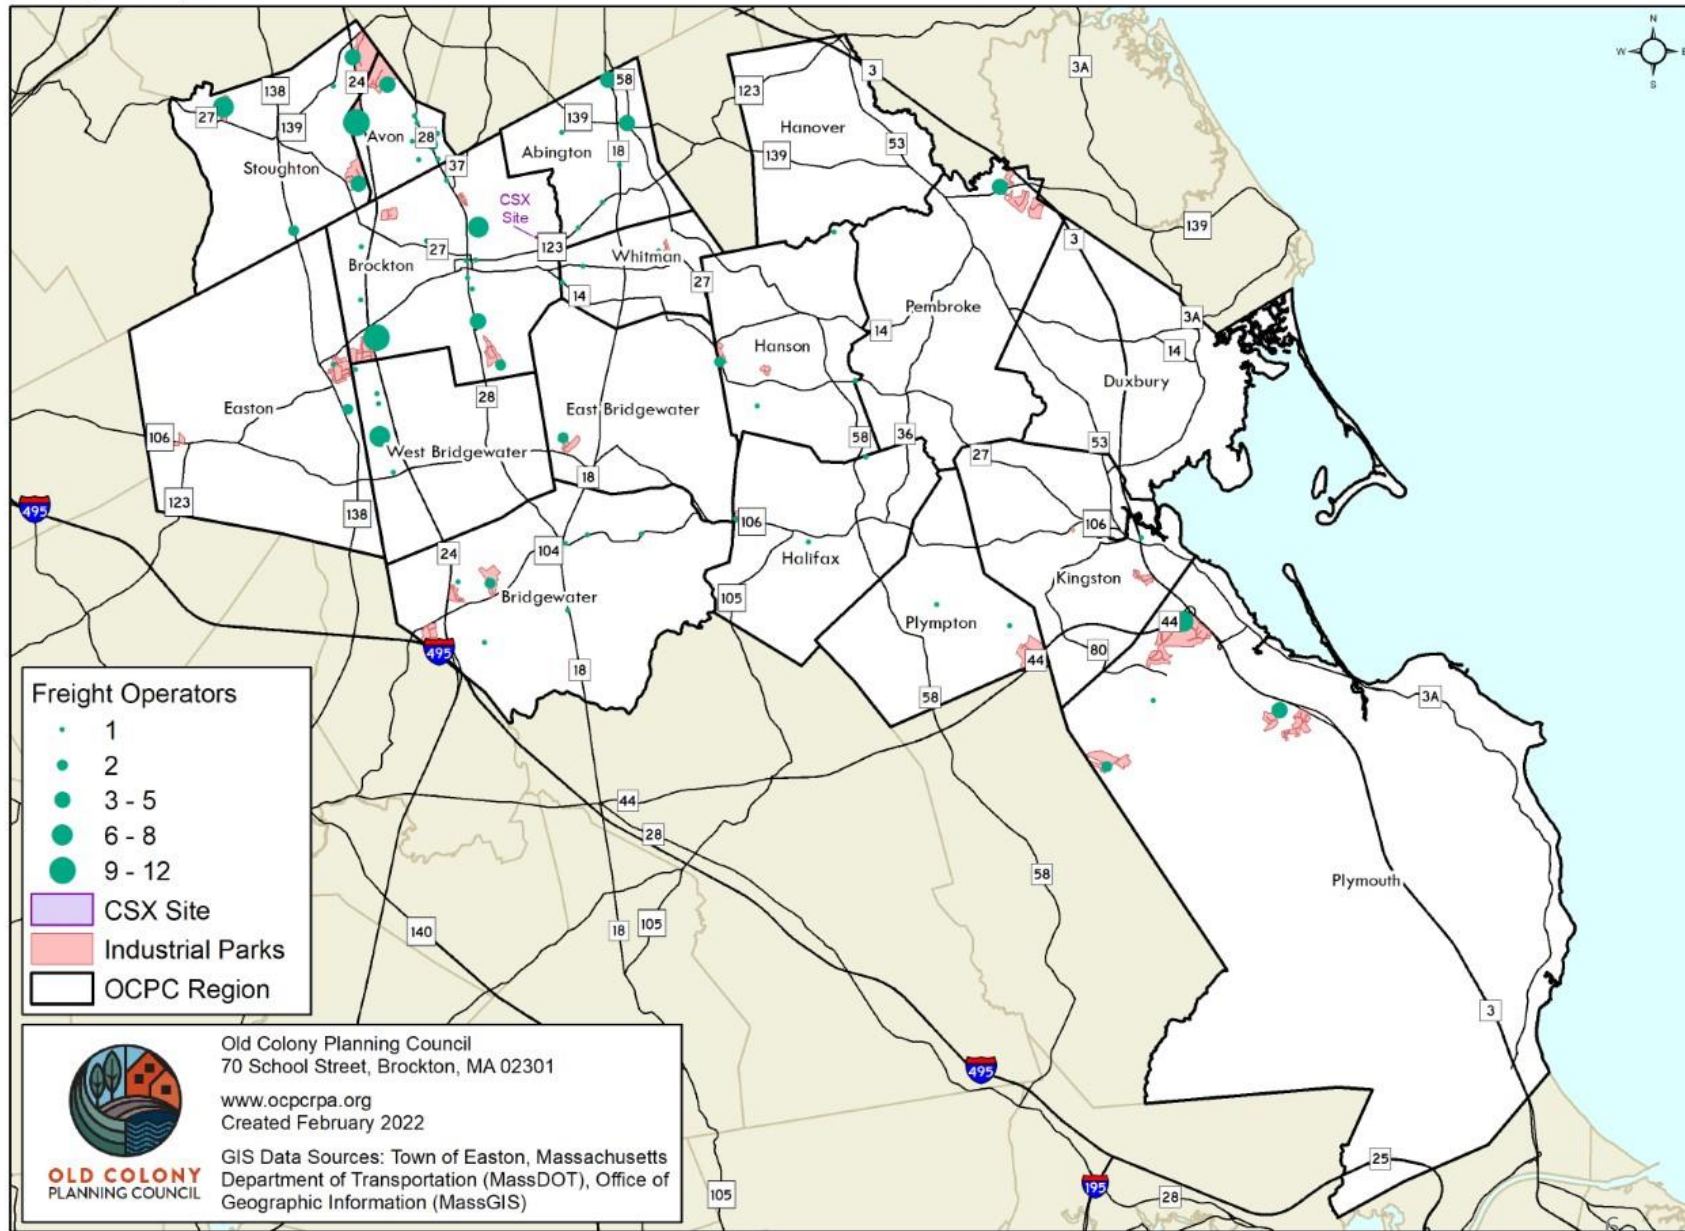 N
W E
S
3
3A
58
123
24
138
27
139
139
Hanover
Avon
28
53
Abington
18
139
Stoughton
37
CSX
Site
139
123
27
3
Whitman
Brockton
27
14
Pembroke
3A
14
Hanson
14
Duxbury
28
Easton
East Bridgewater
106
58
36
53
West Bridgewater
27
18
123
495
138
106
106
104
24
Halifax
Kingston
Bridgewater
105
44
Plympton
495
80
44
18
58
3A
Freight Operators
1
2
3 - 5
6 - 8
9 - 12
CSX Site
Industrial Parks
OCPC Region
44
28
58
Plymouth
140
18
105
3
495
25
195
28
105
OLD COLONY
PLANNING COUNCIL
Old Colony Planning Council
70 School Street, Brockton, MA 02301
www.ocpcrpa.org
Created February 2022
GIS Data Sources: Town of Easton, Massachusetts
Department of Transportation (MassDOT), Office of
Geographic Information (MassGIS)